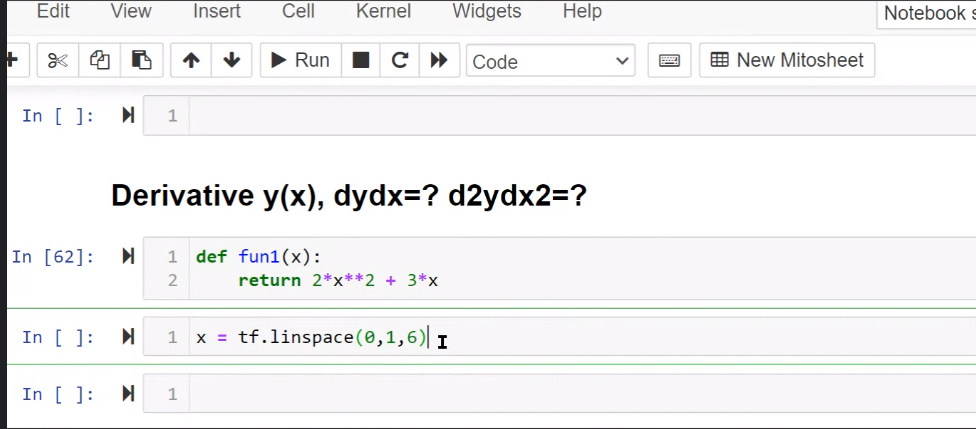 Edit View Insert Cell Kernel Widgets Help
Notebook s
Run Code New Mitosheet
In [ ]: 1
Derivative y(x), dydx=? d2ydx2=?
In [62]: 1 def fun1(x):
2 return 2*x**2 + 3*x
In [ ]: 1 x = tf.linspace(0,1,6)
In [ ]: 1